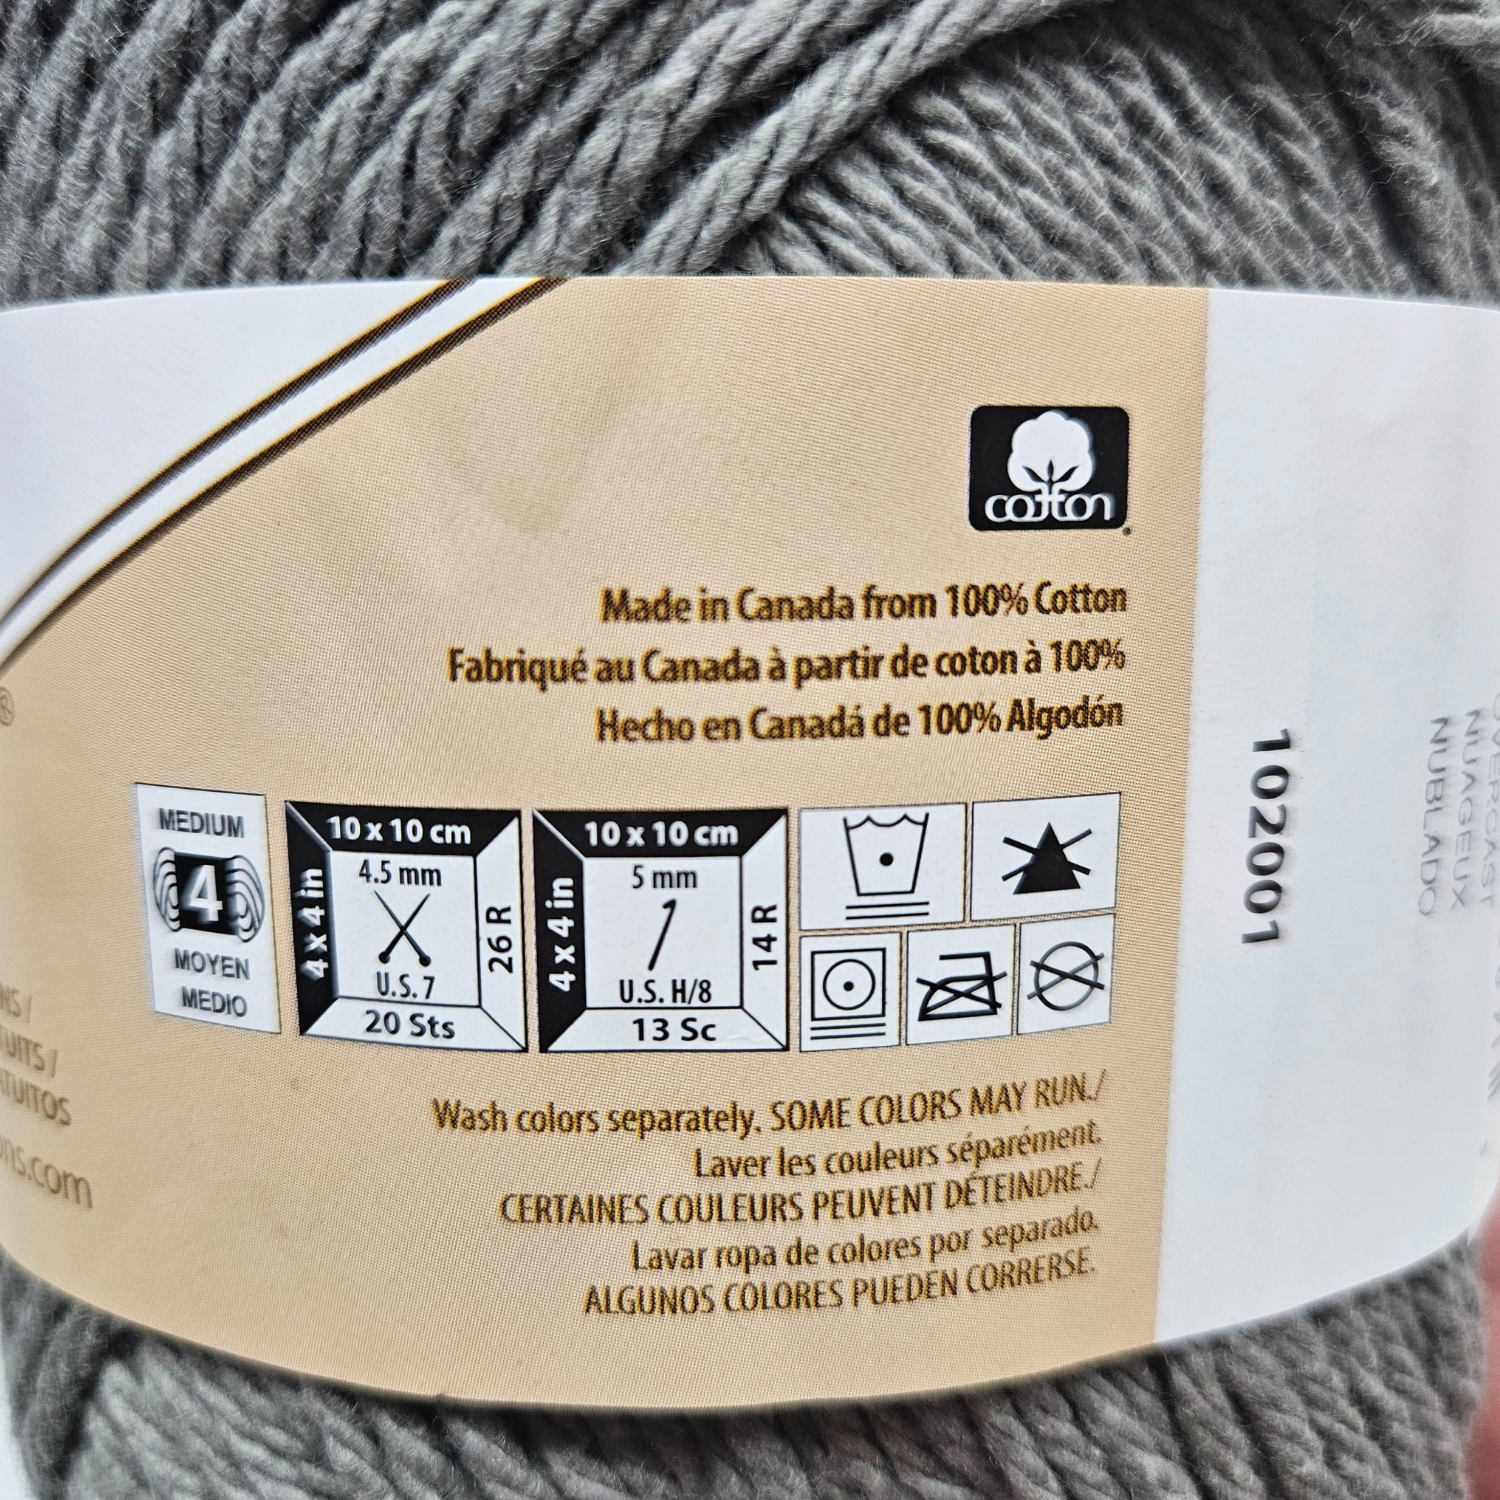 cotton
Made in Canada from 100% Cotton
Fabriqué au Canada à partir de coton à 100%
Hecho en Canadá de 100% Algodón
®
MEDIUM
4
MOYEN
MEDIO
10 x 10 cm
4 x 4 in
4.5 mm
U.S. 7
26 R
20 Sts
10 x 10 cm
4 x 4 in
5 mm
U.S. H/8
14 R
13 Sc
Wash colors separately. SOME COLORS MAY RUN./
Laver les couleurs séparément.
CERTAINES COULEURS PEUVENT DÉTEINDRE./
Lavar ropa de colores por separado.
ALGUNOS COLORES PUEDEN CORRERSE.
102001
OVERCAST
NUAGEUX
NUBLADO